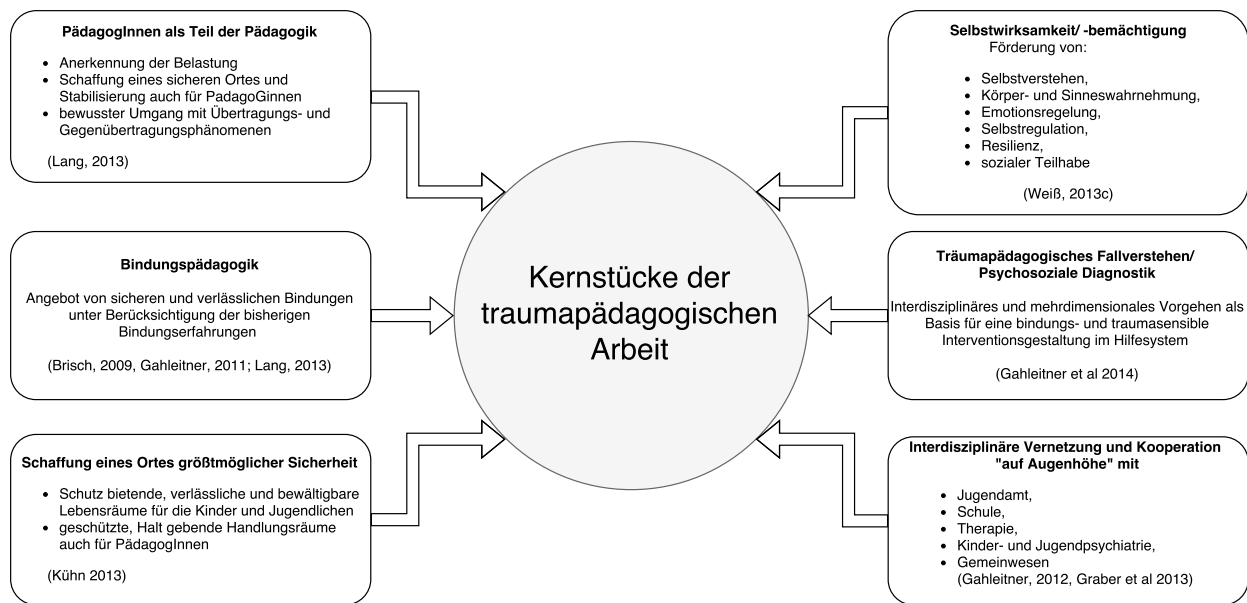 PädagogInnen als Teil der Pädagogik
Anerkennung der Belastung
Schaffung eines sicheren Ortes und
Stabilisierung auch für PadagoGinnen
bewusster Umgang mit Übertragungs- und
Gegenübertragungsphänomenen
(Lang, 2013)
Bindungspädagogik
Angebot von sicheren und verlässlichen Bindungen
unter Berücksichtigung der bisherigen
Bindungserfahrungen
(Brisch, 2009, Gahleitner, 2011; Lang, 2013)
Schaffung eines Ortes größtmöglicher Sicherheit
Schutz bietende, verlässliche und bewältigbare
Lebensräume für die Kinder und Jugendlichen
geschützte, Halt gebende Handlungsräume
auch für PädagogInnen
(Kühn 2013)
Kernstücke der
traumapädagogischen
Arbeit
Selbstwirksamkeit/ -bemächtigung
Förderung von:
Selbstverstehen,
Körper- und Sinneswahrnehmung,
Emotionsregelung,
Selbstregulation,
Resilienz,
sozialer Teilhabe
(Weiß, 2013c)
Träumapädagogisches Fallverstehen/
Psychosoziale Diagnostik
Interdisziplinäres und mehrdimensionales Vorgehen als
Basis für eine bindungs- und traumasensible
Interventionsgestaltung im Hilfesystem
(Gahleitner et al 2014)
Interdisziplinäre Vernetzung und Kooperation
"auf Augenhöhe" mit
Jugendamt,
Schule,
Therapie,
Kinder- und Jugendpsychiatrie,
Gemeinwesen
(Gahleitner, 2012, Graber et al 2013)